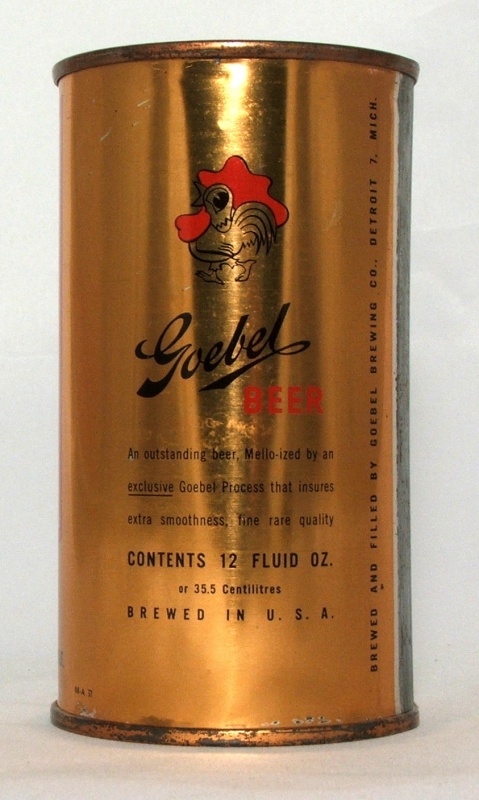 Goebel
BEER
An outstanding beer, Mello-ized by an
exclusive Goebel Process that insures
extra smoothness, fine rare quality
CONTENTS 12 FLUID OZ.
or 35.5 Centilitres
BREWED IN U. S. A.
BREWED AND FILLED BY GOEBEL BREWING CO., DETROIT 7, MICH.